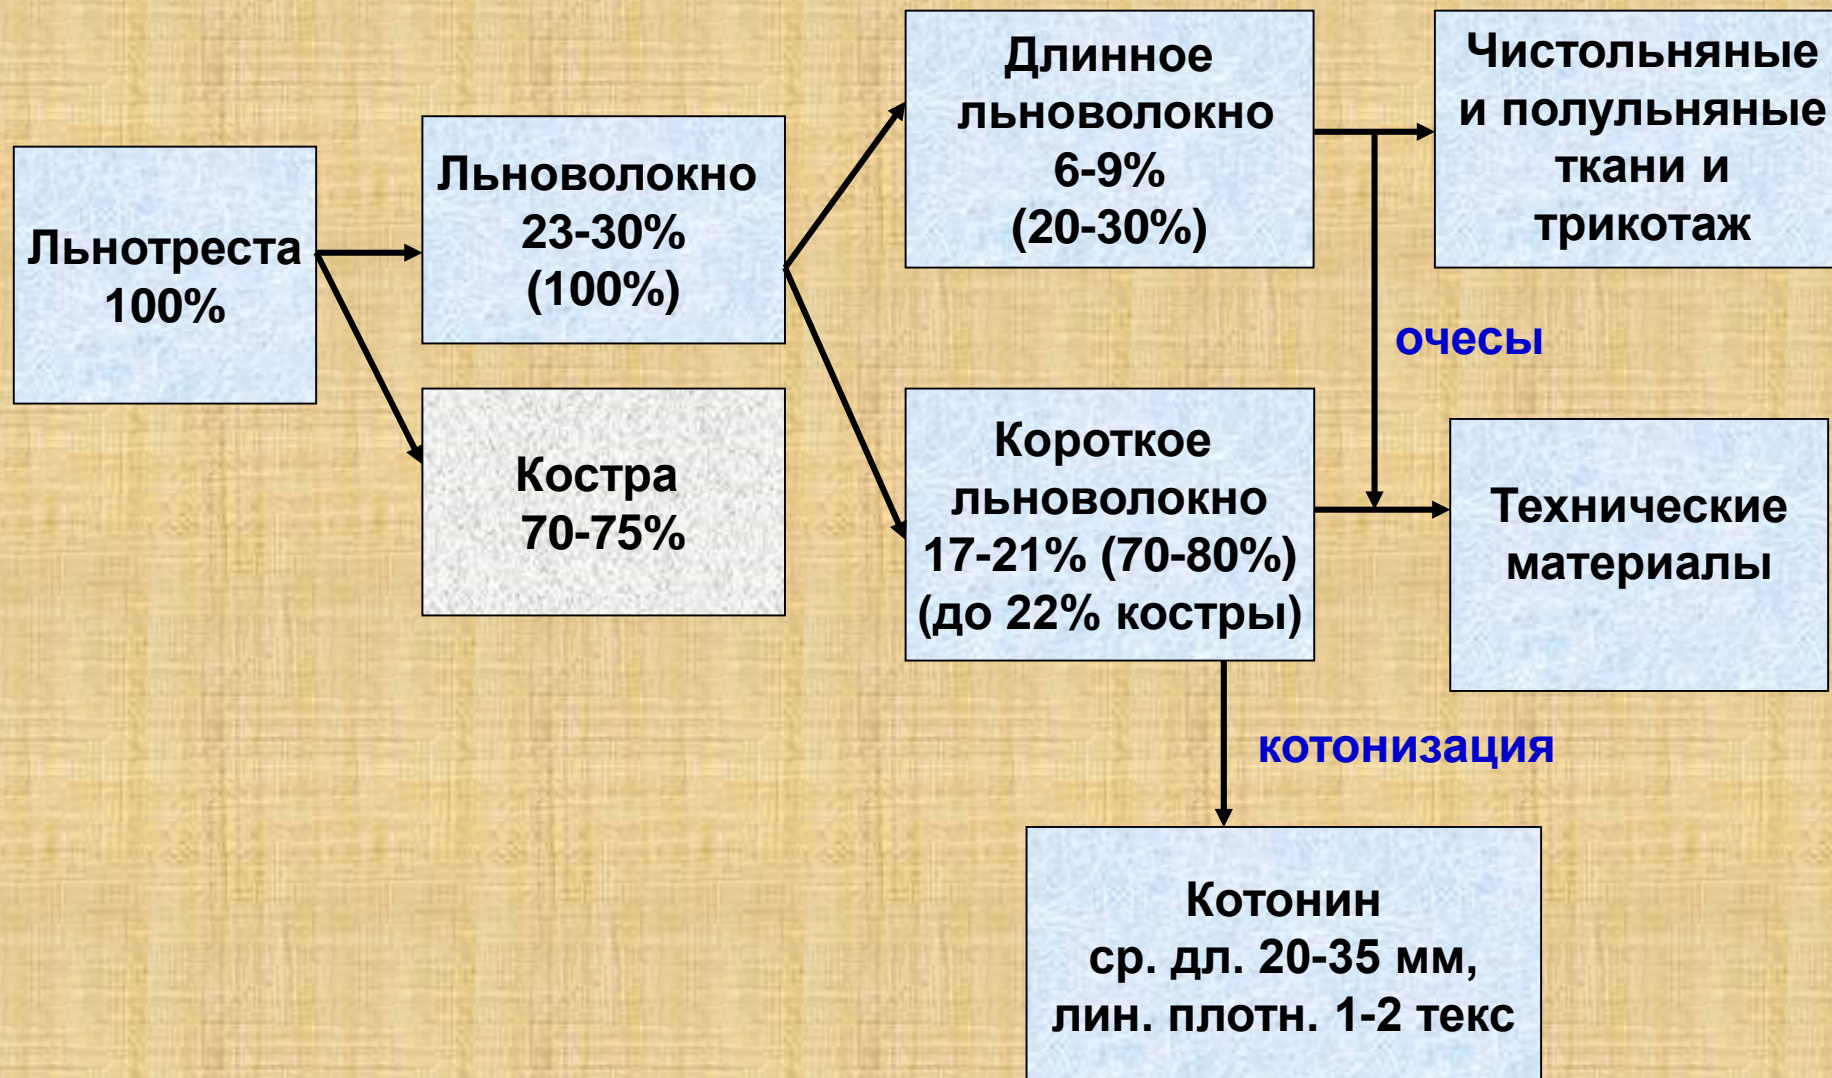 Льнотреста
100%
Льноволокно
23-30%
(100%)
Костра
70-75%
Длинное
льноволокно
6-9%
(20-30%)
Чистольняные
и полульняные
ткани и
трикотаж
очесы
Короткое
льноволокно
17-21% (70-80%)
(до 22% костры)
Технические
материалы
котонизация
Котонин
ср. дл. 20-35 мм,
лин. плотн. 1-2 текс